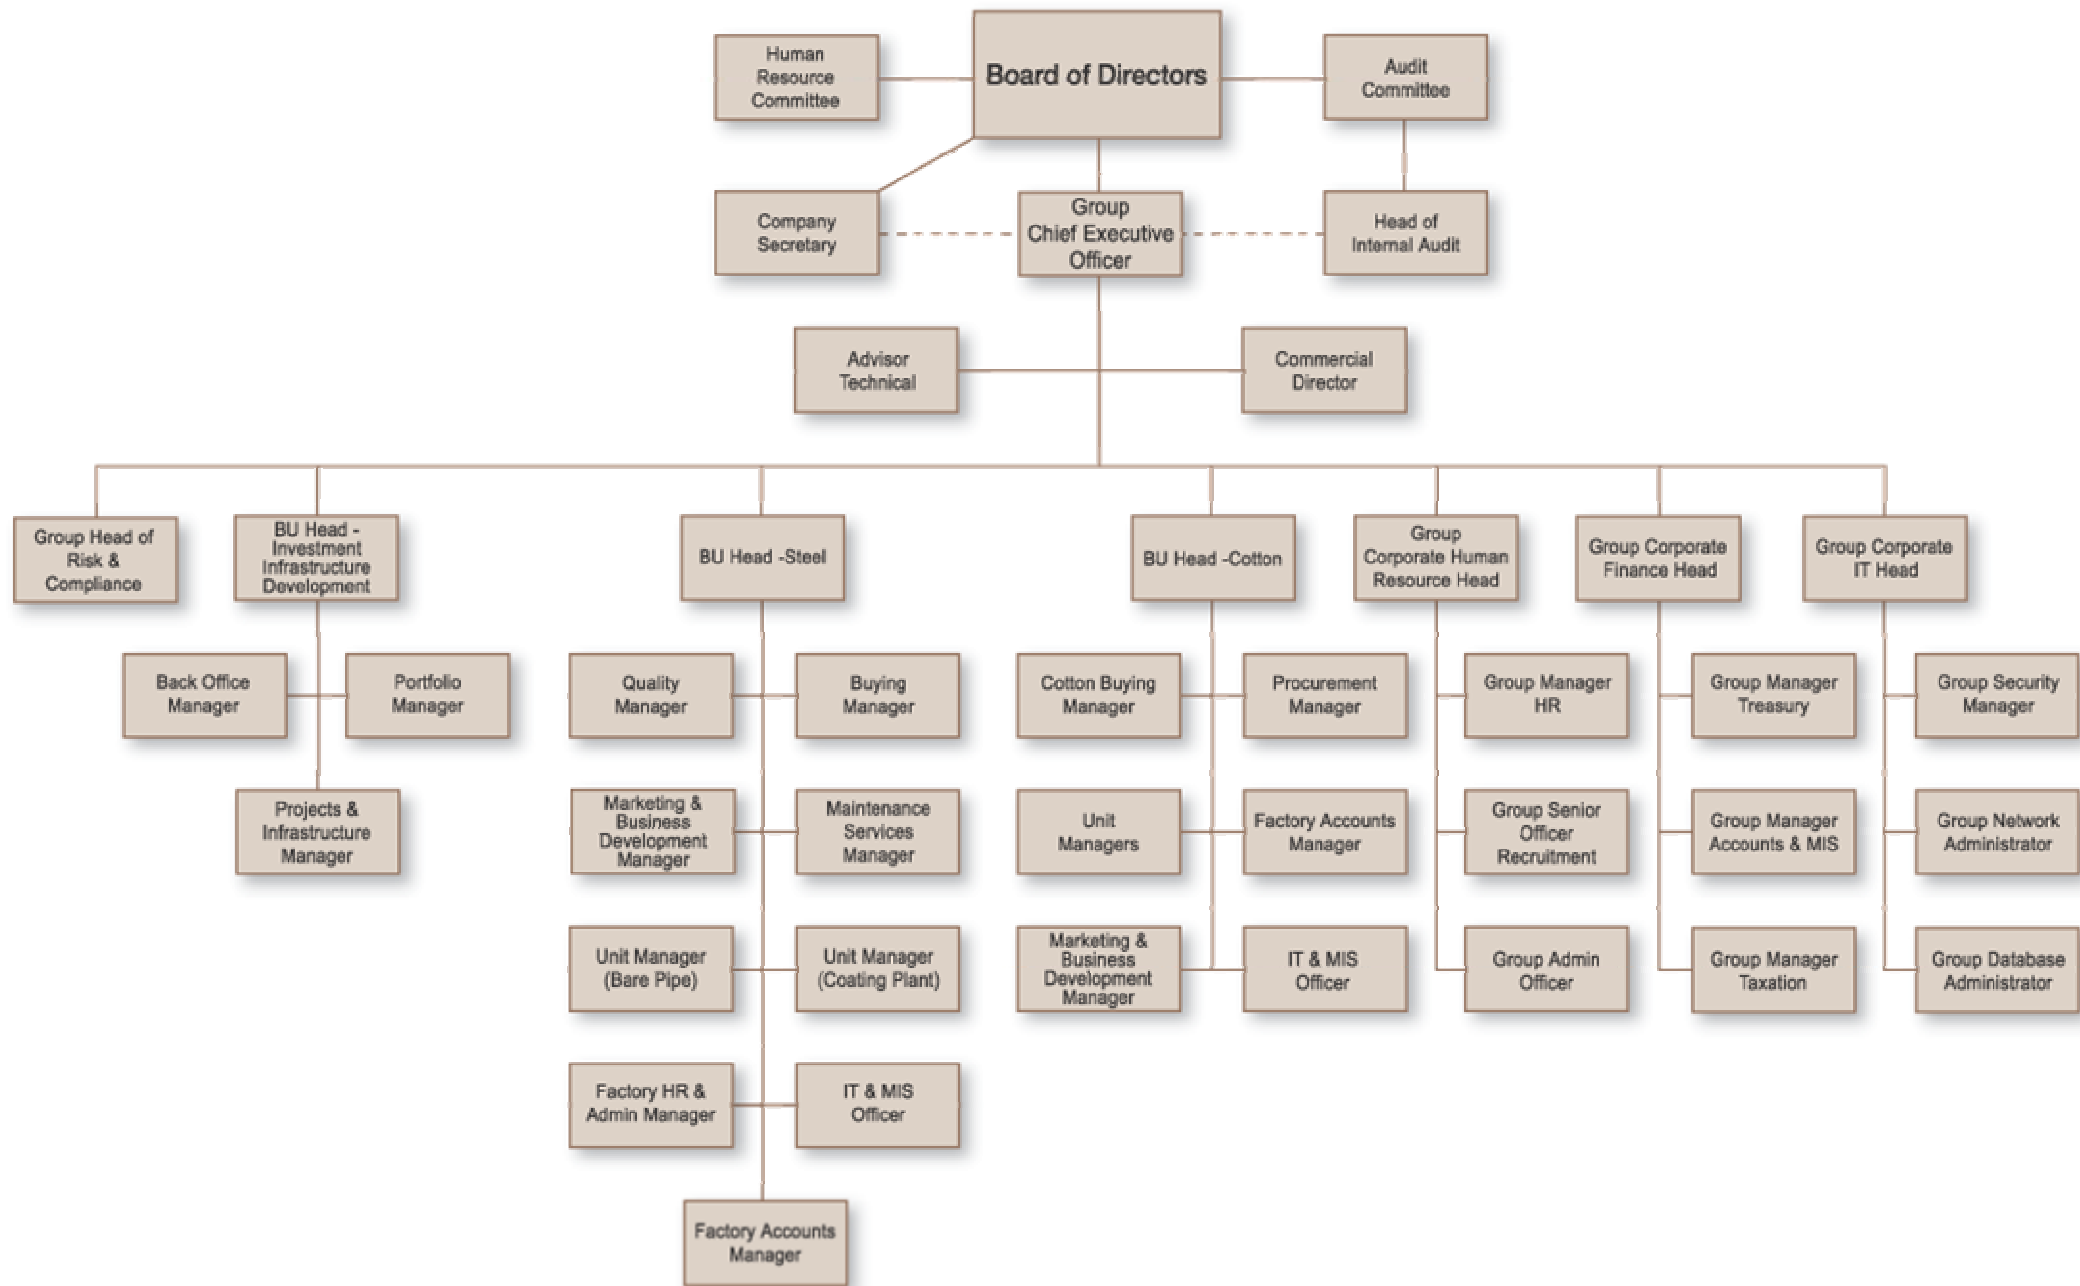 Human
Resource
Committee
Board of Directors
Audit
Committee
Company
Secretary
Group
Chief Executive
Officer
Head of
Internal Audit
Advisor
Technical
Commercial
Director
Group Head of
Risk &
Compliance
BU Head -
Investment
Infrastructure
Development
BU Head -Steel
BU Head -Cotton
Group
Corporate Human
Resource Head
Group Corporate
Finance Head
Group Corporate
IT Head
Back Office
Manager
Portfolio
Manager
Quality
Manager
Buying
Manager
Cotton Buying
Manager
Procurement
Manager
Group Manager
HR
Group Manager
Treasury
Group Security
Manager
Projects &
Infrastructure
Manager
Marketing &
Business
Development
Manager
Maintenance
Services
Manager
Unit
Managers
Factory Accounts
Manager
Group Senior
Officer
Recruitment
Group Manager
Accounts & MIS
Group Network
Administrator
Unit Manager
(Bare Pipe)
Unit Manager
(Coating Plant)
Marketing &
Business
Development
Manager
IT & MIS
Officer
Group Admin
Officer
Group Manager
Taxation
Group Database
Administrator
Factory HR &
Admin Manager
IT & MIS
Officer
Factory Accounts
Manager